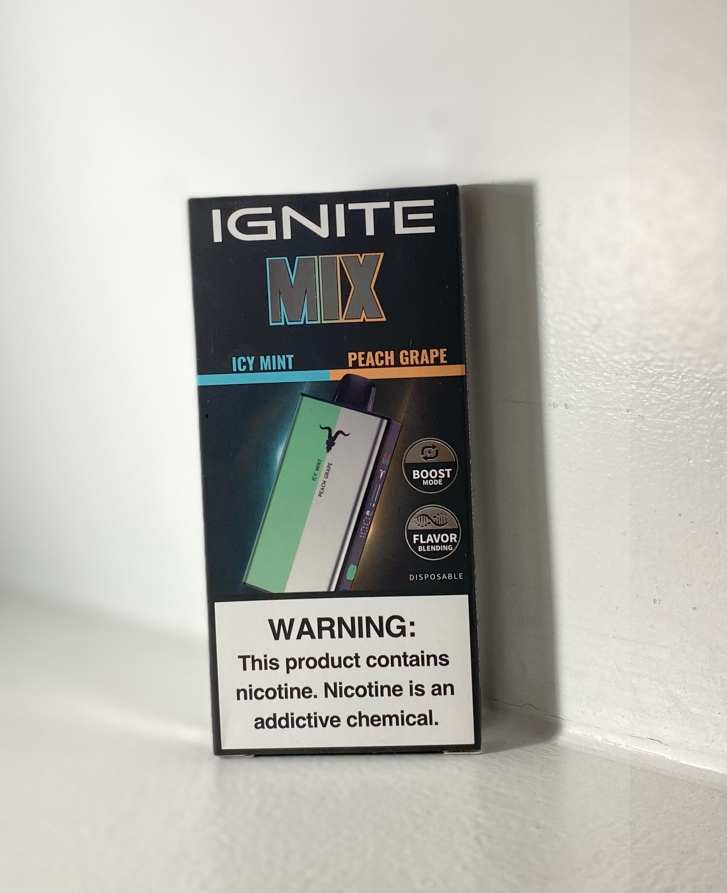 IGNITE
MIX
ICY MINT
PEACH GRAPE
ICY MINT
PEACH GRAPE
BOOST
MODE
FLAVOR
BLENDING
DISPOSABLE
WARNING:
This product contains
nicotine. Nicotine is an
addictive chemical.